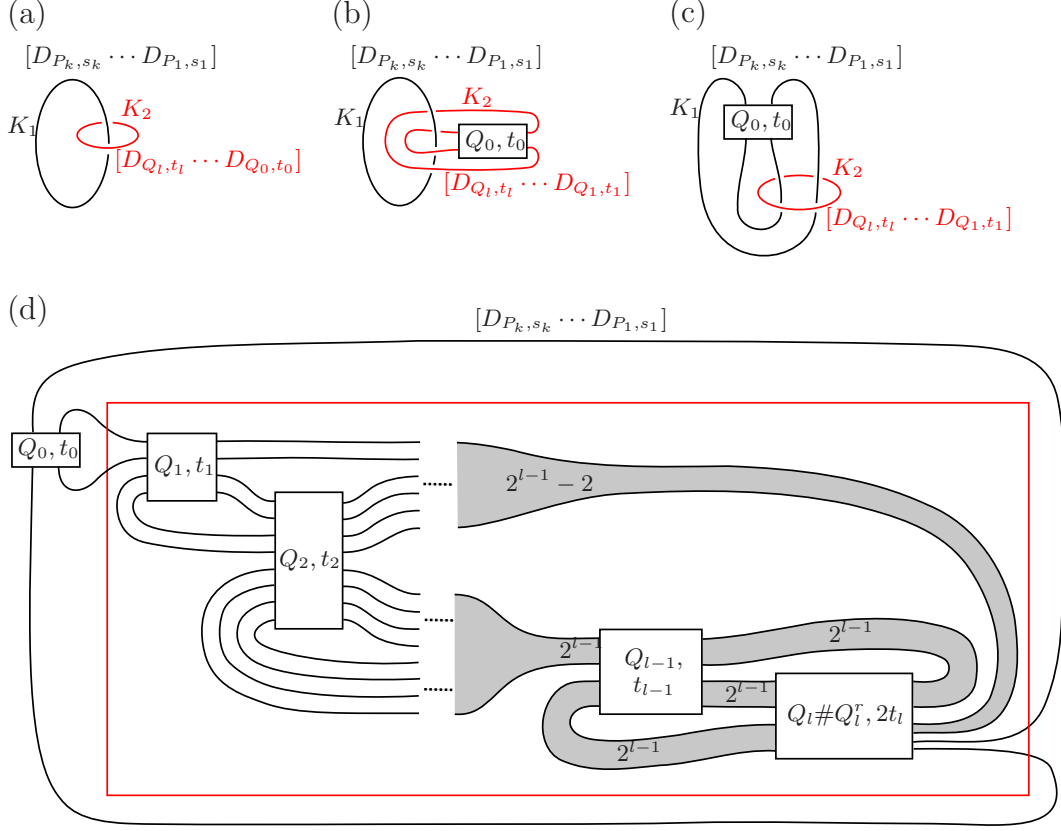 (a)
[D_{P_k,s_k} ··· D_{P_1,s_1}]
K_1
K_2
[D_{Q_l,t_l} ··· D_{Q_0,t_0}]
(b)
[D_{P_k,s_k} ··· D_{P_1,s_1}]
K_1
K_2
Q_0, t_0
[D_{Q_l,t_l} ··· D_{Q_1,t_1}]
(c)
[D_{P_k,s_k} ··· D_{P_1,s_1}]
K_1
Q_0, t_0
K_2
[D_{Q_l,t_l} ··· D_{Q_1,t_1}]
(d)
[D_{P_k,s_k} ··· D_{P_1,s_1}]
Q_0, t_0
Q_1, t_1
2^{l-1} − 2
Q_2, t_2
2^{l-1}
2^{l-1}
Q_{l-1},
t_{l-1}
2^{l-1}
Q_l#Q_l^r, 2t_l
2^{l-1}